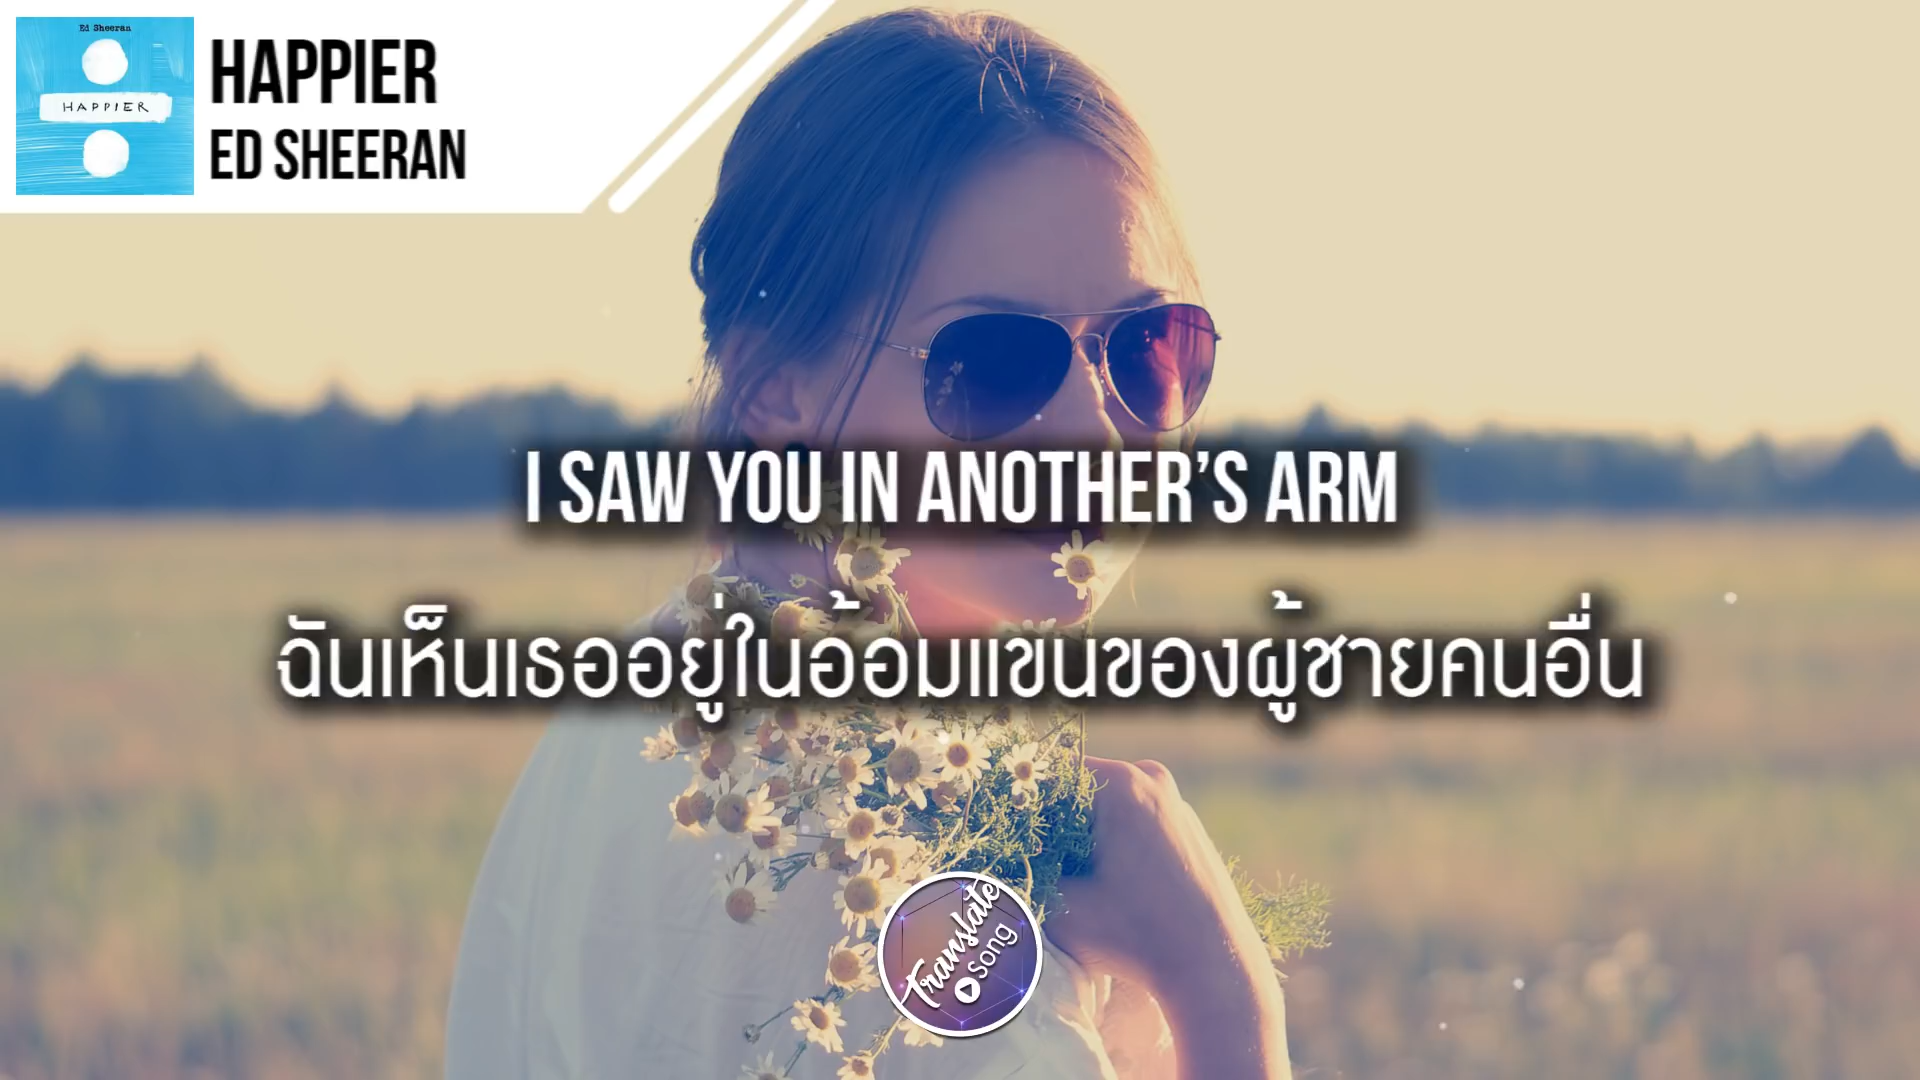 Ed Sheeran
HAPPIER
HAPPIER
ED SHEERAN
I SAW YOU IN ANOTHER'S ARM
ฉันเห็นเธออยู่ในอ้อมแขนของผู้ชายคนอื่น
Translate
Song